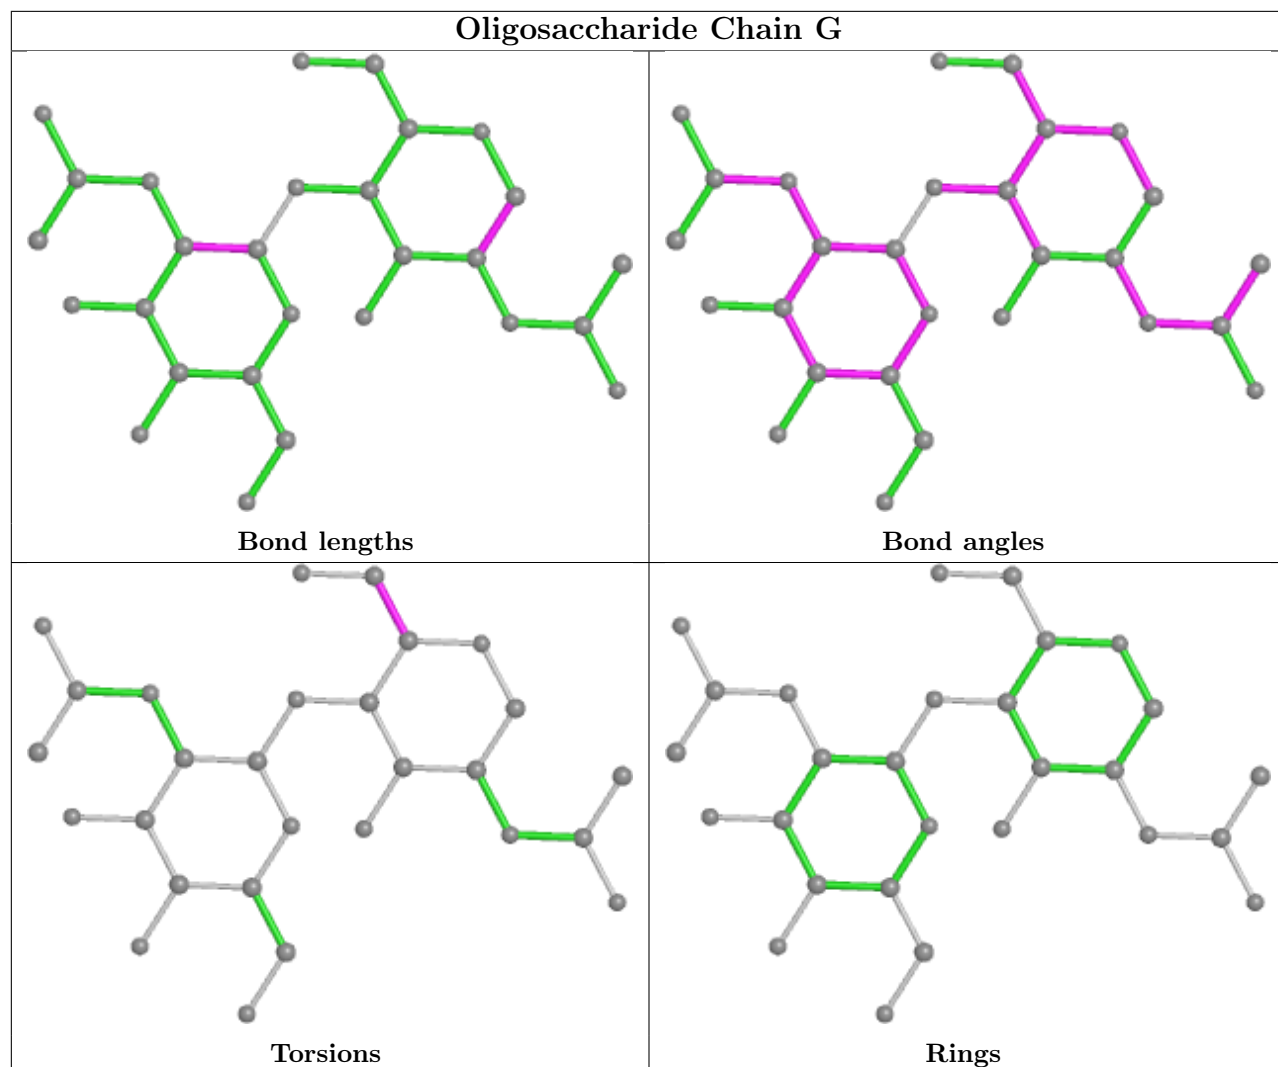 Oligosaccharide Chain G
Bond lengths
Bond angles
Torsions
Rings